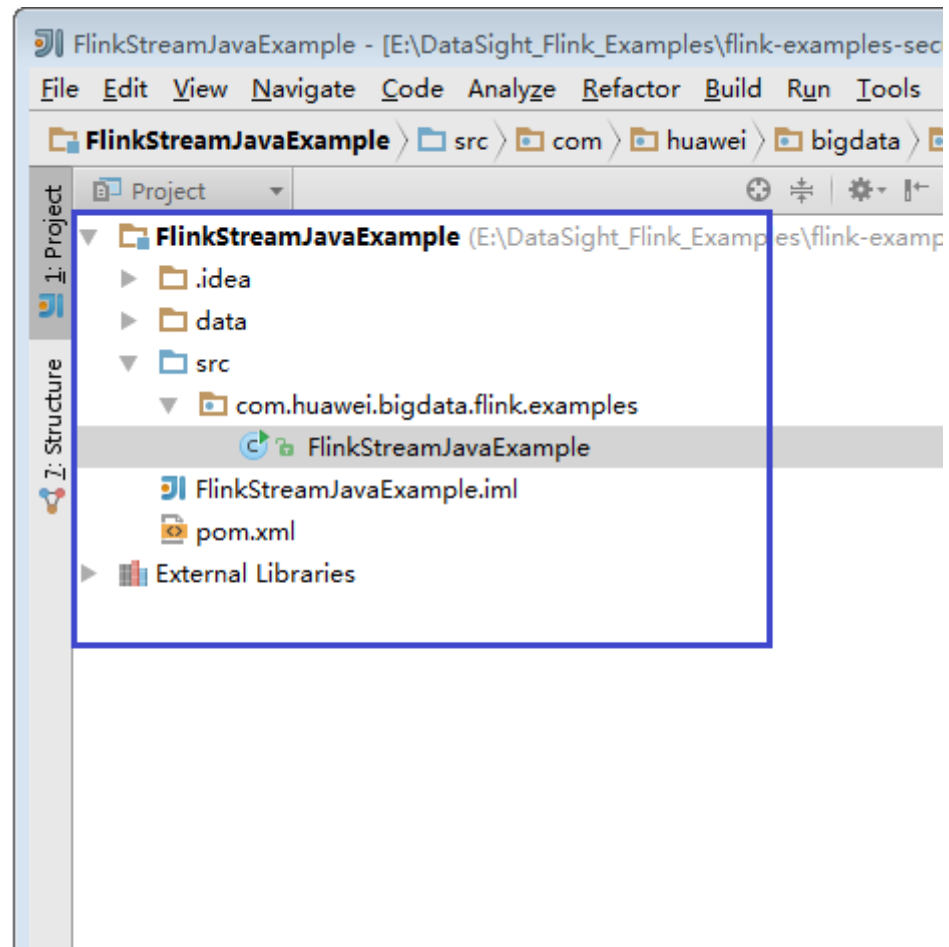 FlinkStreamJavaExample - [E:\DataSight_Flink_Examples\flink-examples-sec
File Edit View Navigate Code Analyze Refactor Build Run Tools
FlinkStreamJavaExample src com huawei bigdata
1: Project
7: Structure
Project
FlinkStreamJavaExample (E:\DataSight_Flink_Examples\flink-examp
.idea
data
src
com.huawei.bigdata.flink.examples
FlinkStreamJavaExample
FlinkStreamJavaExample.iml
pom.xml
External Libraries